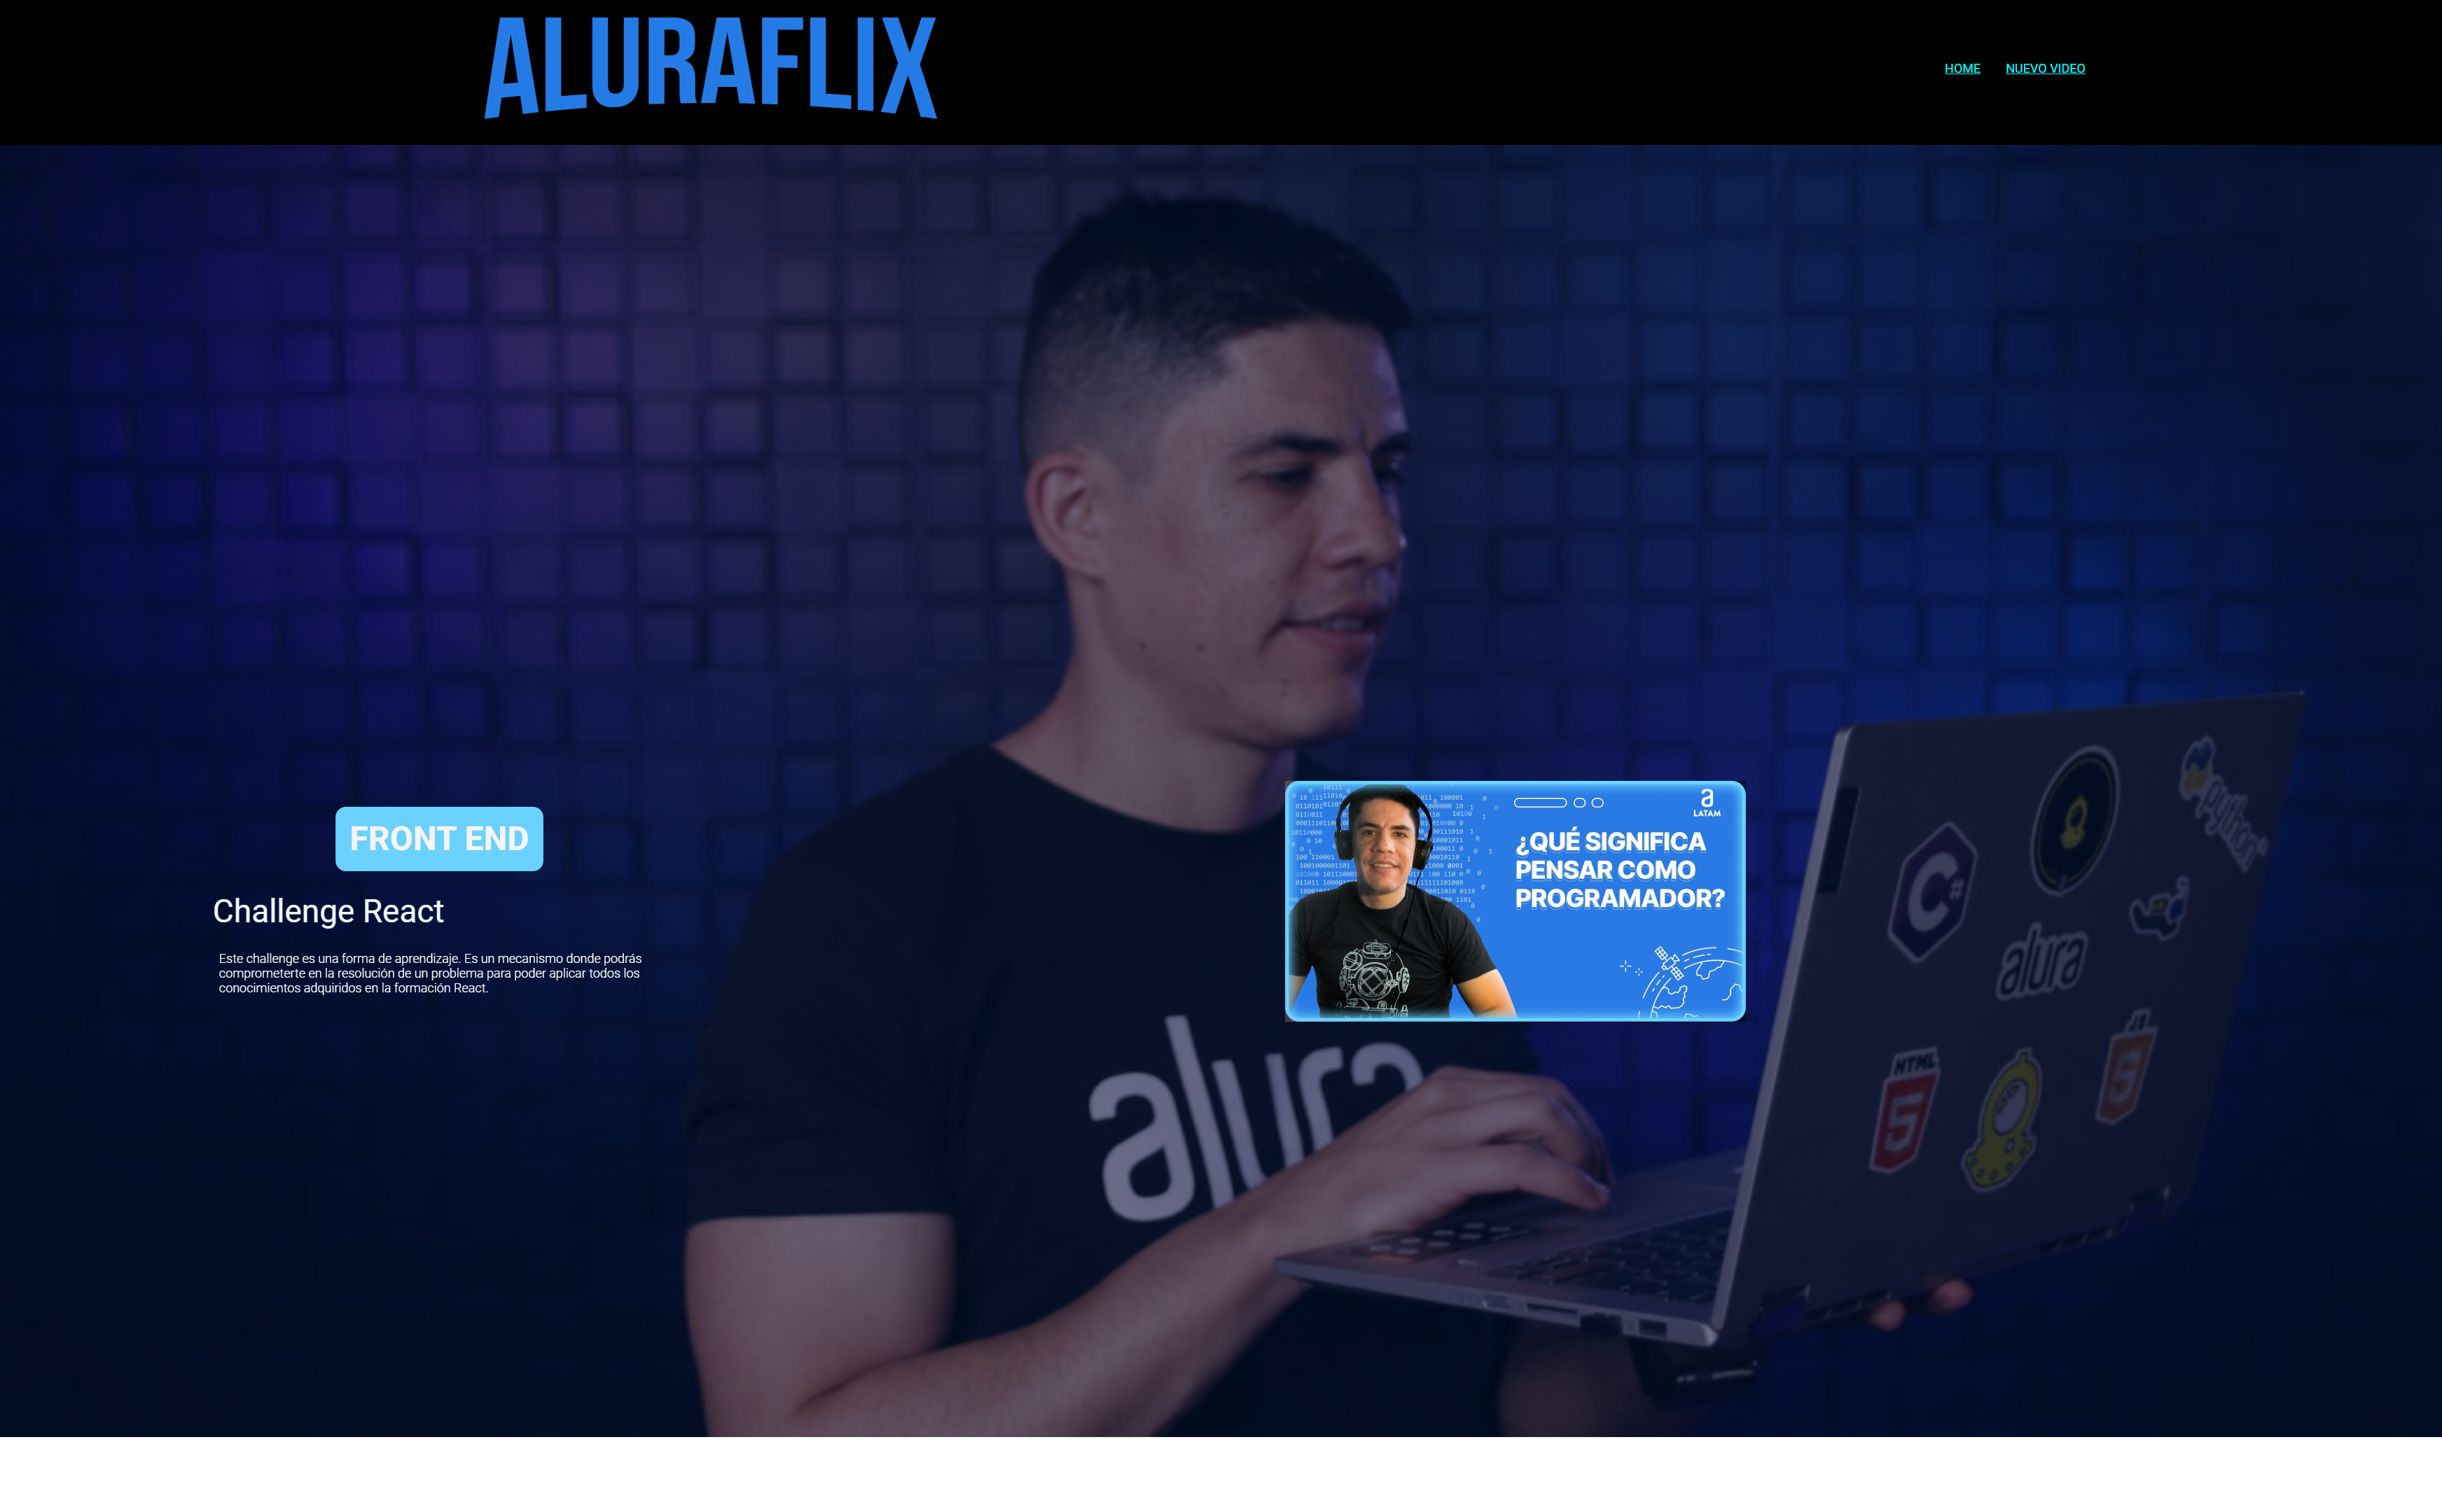 ALURAFLIX
HOME NUEVO VIDEO
FRONT END
Challenge React
Este challenge es una forma de aprendizaje. Es un mecanismo donde podrás
comprometerte en la resolución de un problema para poder aplicar todos los
conocimientos adquiridos en la formación React.
a
LATAM
¿QUÉ SIGNIFICA
PENSAR COMO
PROGRAMADOR?
alura
python
C#
alura
HTML
5
JS
5